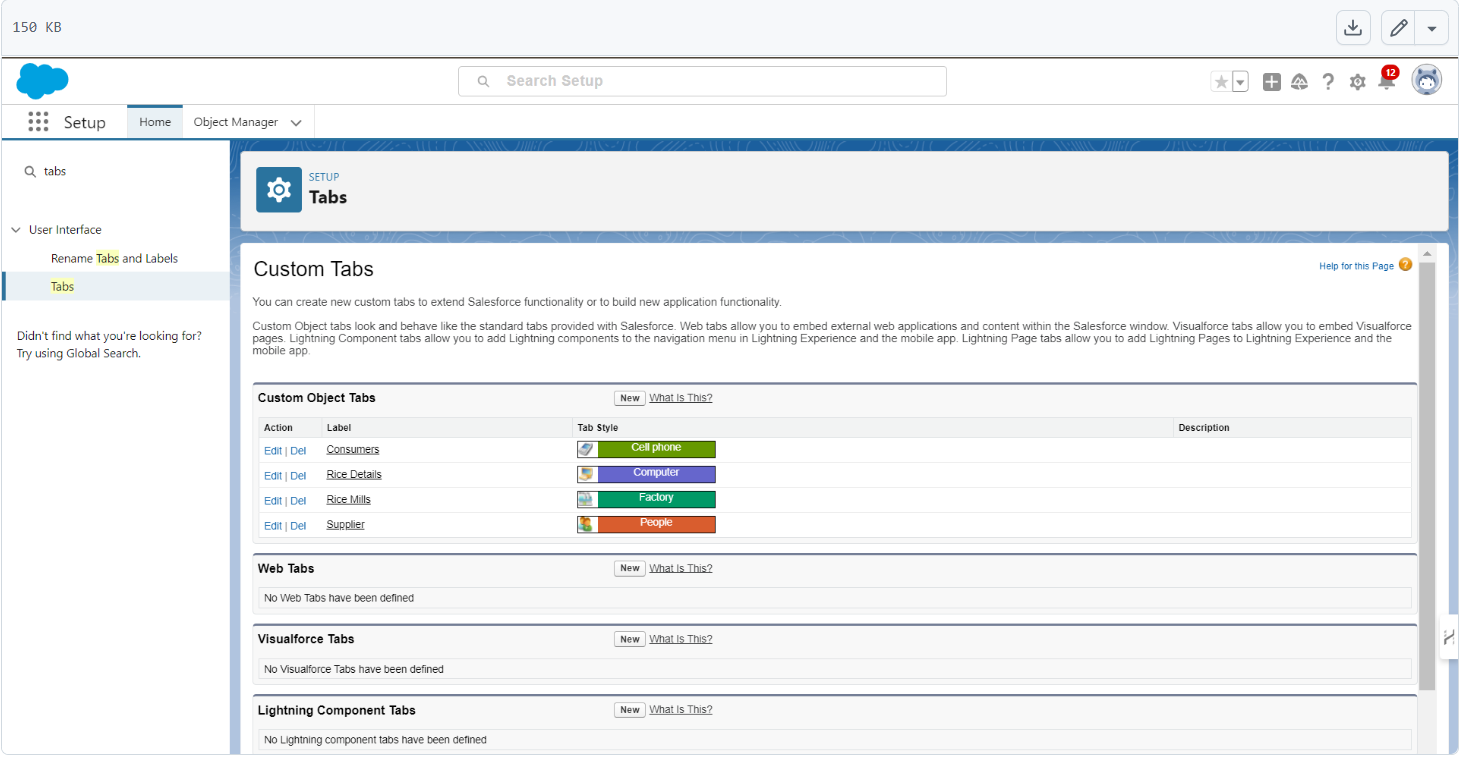 150 KB
Search Setup
12
Setup
Home
Object Manager
tabs
User Interface
Rename Tabs and Labels
Tabs
Didn't find what you're looking for?
Try using Global Search.
SETUP
Tabs
Custom Tabs
Help for this Page ?
You can create new custom tabs to extend Salesforce functionality or to build new application functionality.
Custom Object tabs look and behave like the standard tabs provided with Salesforce. Web tabs allow you to embed external web applications and content within the Salesforce window. Visualforce tabs allow you to embed Visualforce
pages. Lightning Component tabs allow you to add Lightning components to the navigation menu in Lightning Experience and the mobile app. Lightning Page tabs allow you to add Lightning Pages to Lightning Experience and the
mobile app.
Custom Object Tabs New What Is This?
Action Label Tab Style Description
Edit | Del Consumers Cell phone
Edit | Del Rice Details Computer
Edit | Del Rice Mills Factory
Edit | Del Supplier People
Web Tabs New What Is This?
No Web Tabs have been defined
Visualforce Tabs New What Is This?
No Visualforce Tabs have been defined
Lightning Component Tabs New What Is This?
No Lightning component tabs have been defined